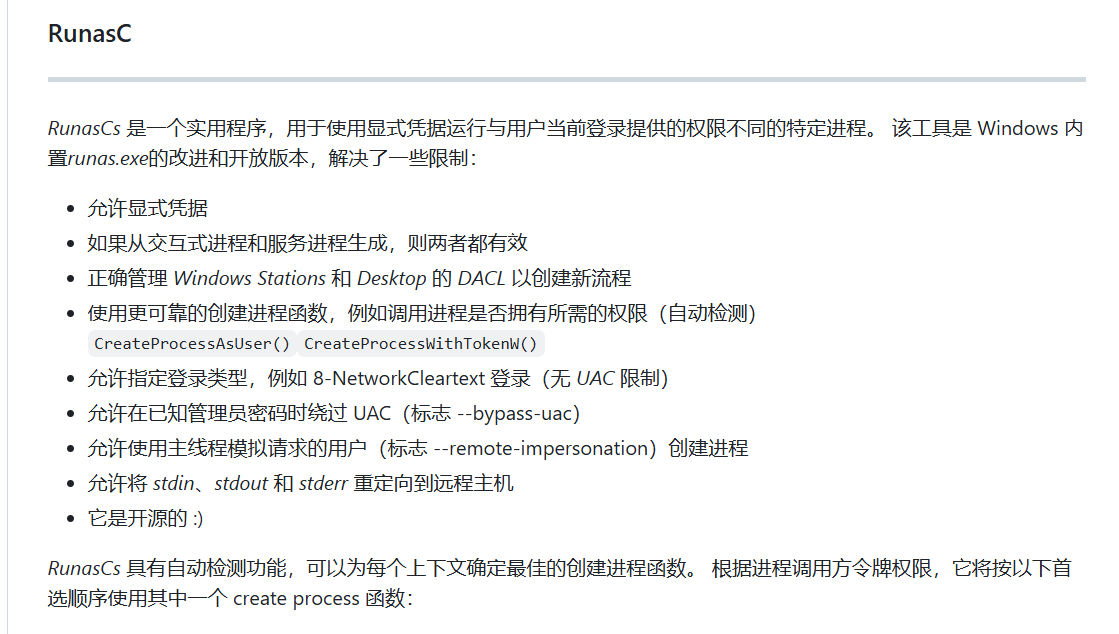 RunasC
RunasCs 是一个实用程序，用于使用显式凭据运行与用户当前登录提供的权限不同的特定进程。 该工具是 Windows 内
置runas.exe的改进和开放版本，解决了一些限制：
允许显式凭据
如果从交互式进程和服务进程生成，则两者都有效
正确管理 Windows Stations 和 Desktop 的 DACL 以创建新流程
使用更可靠的创建进程函数，例如调用进程是否拥有所需的权限（自动检测）
CreateProcessAsUser() CreateProcessWithTokenW()
允许指定登录类型，例如 8-NetworkCleartext 登录（无 UAC 限制）
允许在已知管理员密码时绕过 UAC（标志 --bypass-uac）
允许使用主线程模拟请求的用户（标志 --remote-impersonation）创建进程
允许将 stdin、stdout 和 stderr 重定向到远程主机
它是开源的 :)
RunasCs 具有自动检测功能，可以为每个上下文确定最佳的创建进程函数。 根据进程调用方令牌权限，它将按以下首
选顺序使用其中一个 create process 函数：